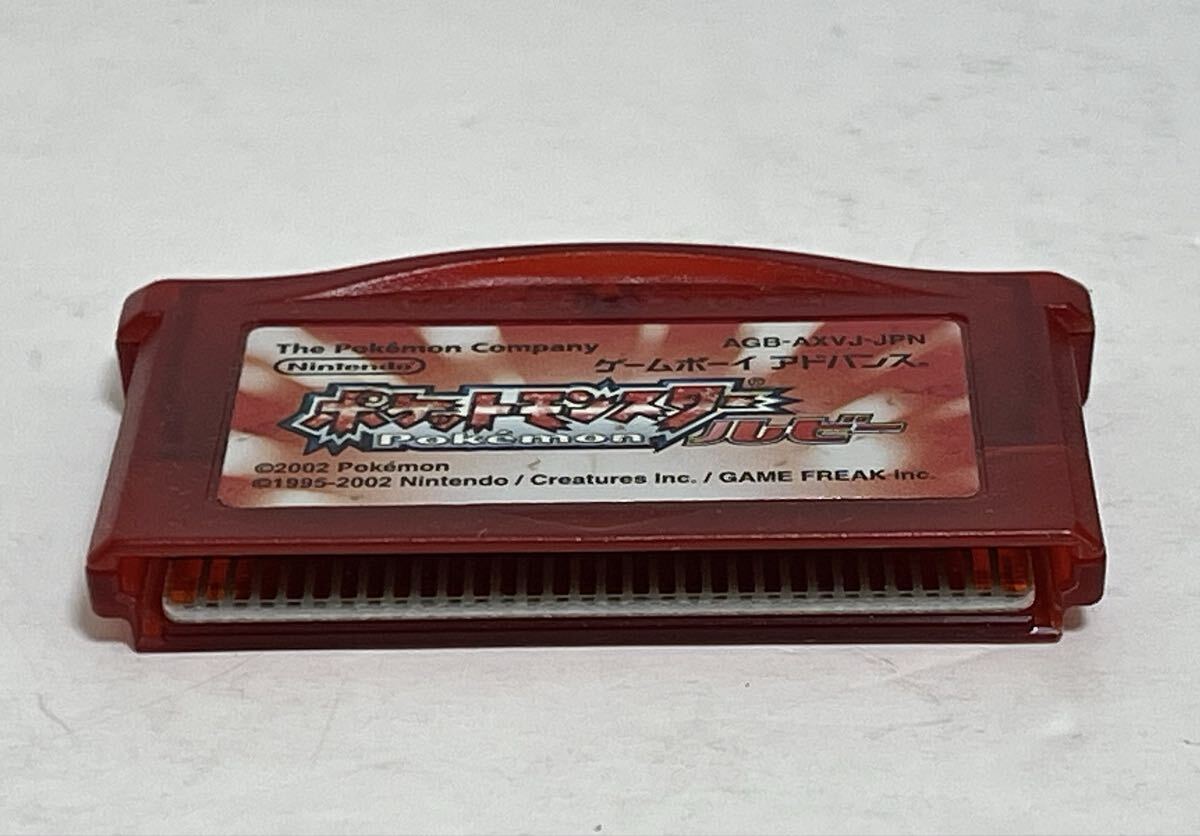 The Pokémon Company
AGB-AXVJ-JPN
Nintendo
ゲームボーイ アドバンス®
ポケットモンスター®
Pokémon
ルビー
©2002 Pokémon
©1995-2002 Nintendo / Creatures Inc. / GAME FREAK Inc.